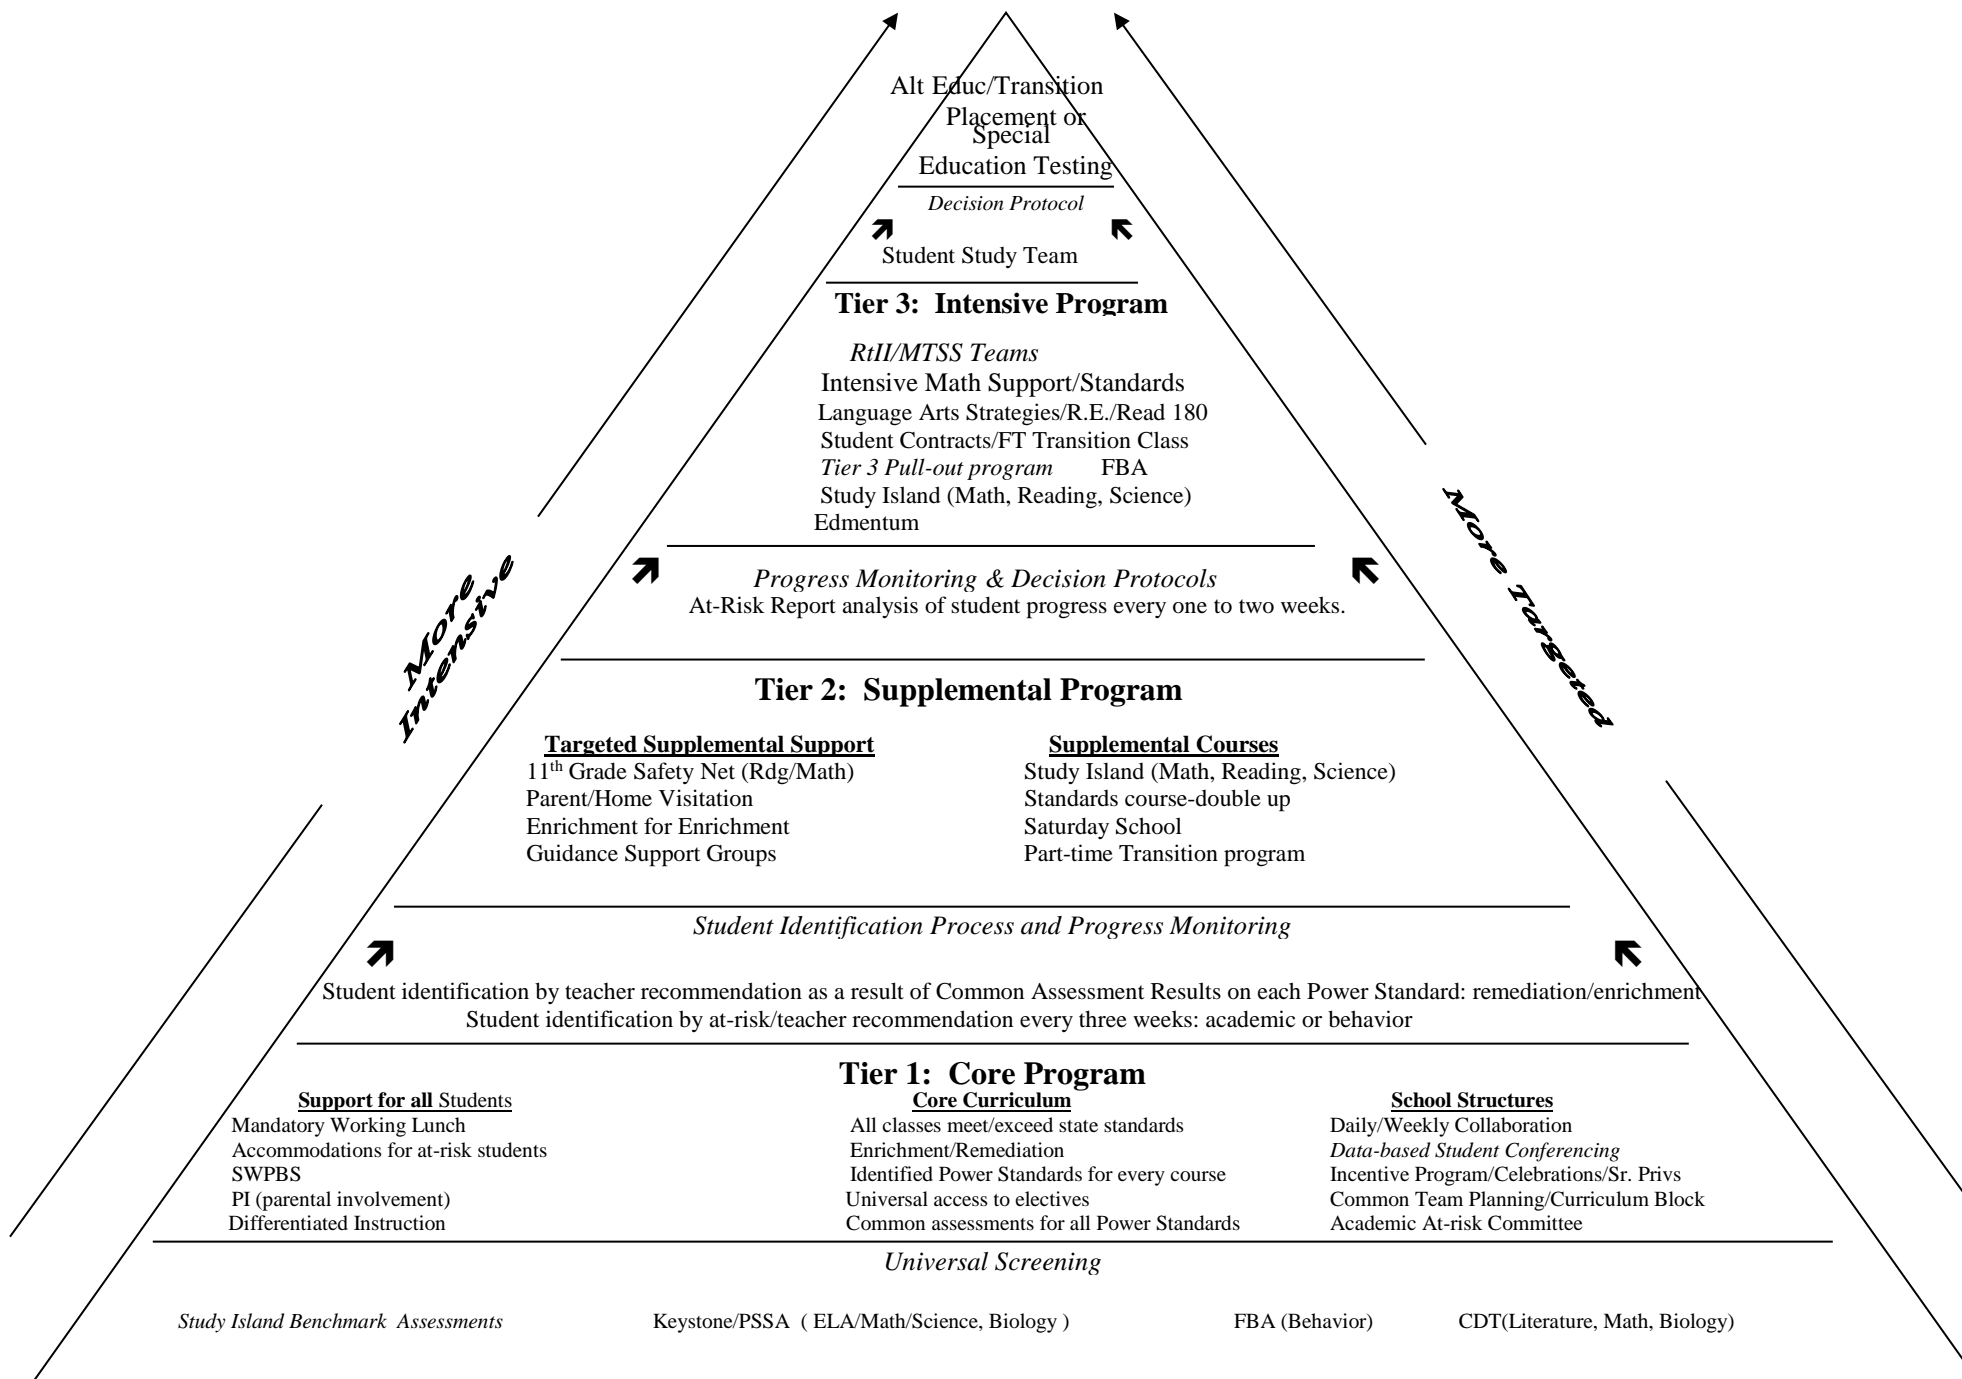 Alt Educ/Transition
Placement or
Special
Education Testing
Decision Protocol
Student Study Team
Tier 3: Intensive Program
RtII/MTSS Teams
Intensive Math Support/Standards
Language Arts Strategies/R.E./Read 180
Student Contracts/FT Transition Class
Tier 3 Pull-out program FBA
Study Island (Math, Reading, Science)
Edmentum
More
Intensive
More Targeted
Progress Monitoring & Decision Protocols
At-Risk Report analysis of student progress every one to two weeks.
Tier 2: Supplemental Program
Targeted Supplemental Support
11th Grade Safety Net (Rdg/Math)
Parent/Home Visitation
Enrichment for Enrichment
Guidance Support Groups
Supplemental Courses
Study Island (Math, Reading, Science)
Standards course-double up
Saturday School
Part-time Transition program
Student Identification Process and Progress Monitoring
Student identification by teacher recommendation as a result of Common Assessment Results on each Power Standard: remediation/enrichment
Student identification by at-risk/teacher recommendation every three weeks: academic or behavior
Tier 1: Core Program
Support for all Students
Mandatory Working Lunch
Accommodations for at-risk students
SWPBS
PI (parental involvement)
Differentiated Instruction
Core Curriculum
All classes meet/exceed state standards
Enrichment/Remediation
Identified Power Standards for every course
Universal access to electives
Common assessments for all Power Standards
School Structures
Daily/Weekly Collaboration
Data-based Student Conferencing
Incentive Program/Celebrations/Sr. Privs
Common Team Planning/Curriculum Block
Academic At-risk Committee
Universal Screening
Study Island Benchmark Assessments
Keystone/PSSA ( ELA/Math/Science, Biology )
FBA (Behavior)
CDT(Literature, Math, Biology)